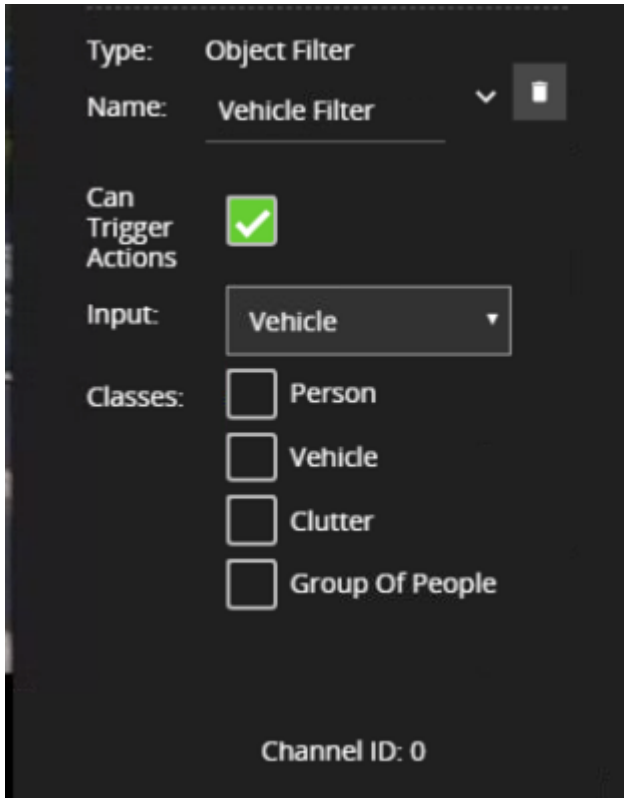 Type: Object Filter
Name: Vehicle Filter
Can
Trigger
Actions
Input: Vehicle
Classes: Person
Vehicle
Clutter
Group Of People
Channel ID: 0